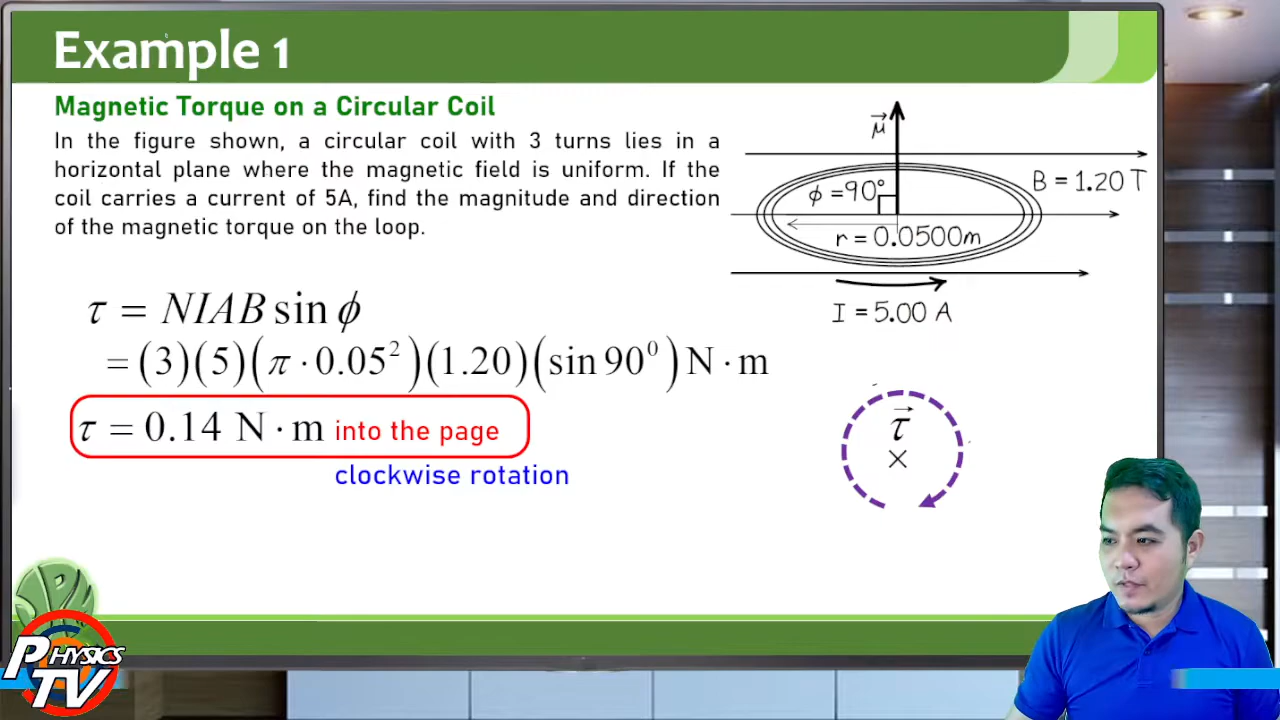 Example 1
Magnetic Torque on a Circular Coil
In the figure shown, a circular coil with 3 turns lies in a
horizontal plane where the magnetic field is uniform. If the
coil carries a current of 5A, find the magnitude and direction
of the magnetic torque on the loop.
μ⃗
B = 1.20 T
ϕ = 90°
r = 0.0500m
I = 5.00 A
τ = NIAB sin ϕ
= (3)(5)(π · 0.05²)(1.20)(sin 90⁰) N · m
τ = 0.14 N · m into the page
clockwise rotation
τ⃗
×
PHYSICS
TV